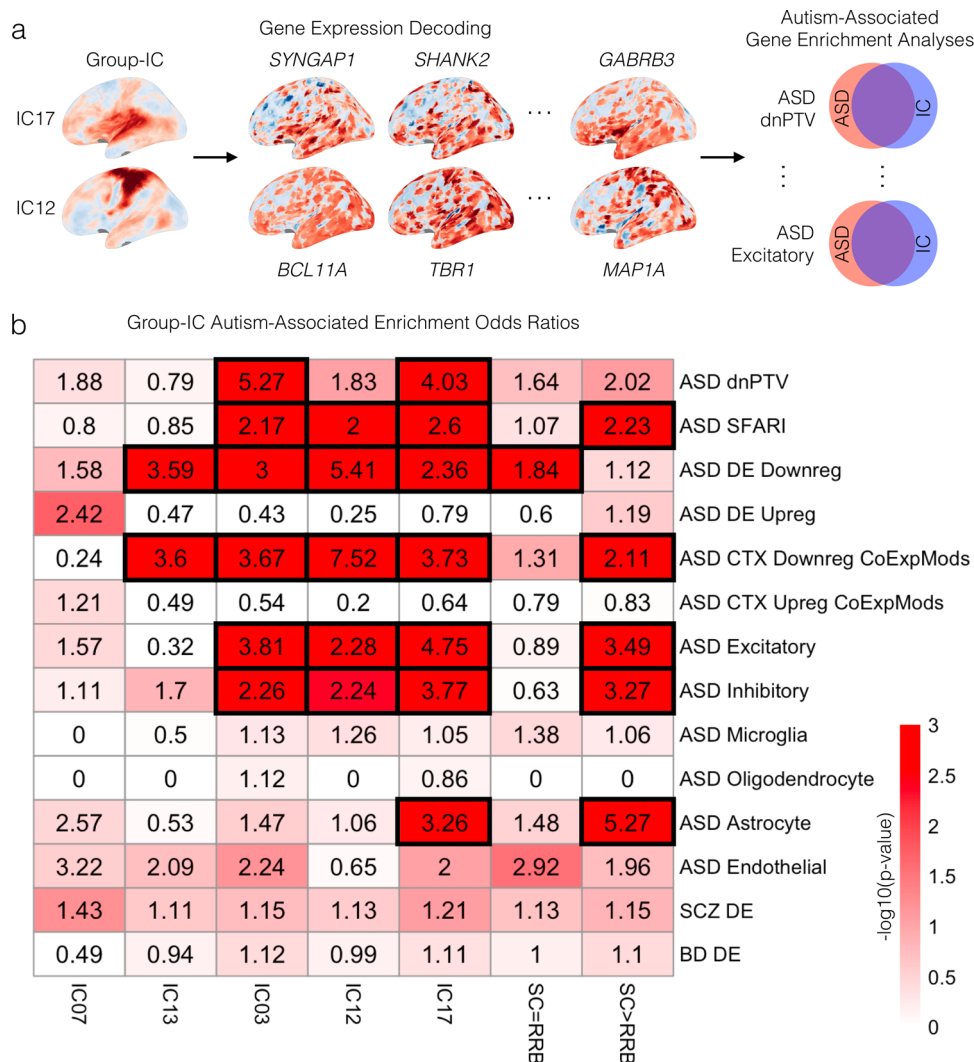 a
Gene Expression Decoding
Autism-Associated
Gene Enrichment Analyses
Group-IC
SYNGAP1 SHANK2 GABRB3
IC17
...
ASD
dnPTV
ASD IC
IC12
...
ASD
Excitatory
ASD IC
BCL11A TBR1 MAP1A
b
Group-IC Autism-Associated Enrichment Odds Ratios
1.88 0.79 5.27 1.83 4.03 1.64 2.02 ASD dnPTV
0.8 0.85 2.17 2 2.6 1.07 2.23 ASD SFARI
1.58 3.59 3 5.41 2.36 1.84 1.12 ASD DE Downreg
2.42 0.47 0.43 0.25 0.79 0.6 1.19 ASD DE Upreg
0.24 3.6 3.67 7.52 3.73 1.31 2.11 ASD CTX Downreg CoExpMods
1.21 0.49 0.54 0.2 0.64 0.79 0.83 ASD CTX Upreg CoExpMods
1.57 0.32 3.81 2.28 4.75 0.89 3.49 ASD Excitatory
1.11 1.7 2.26 2.24 3.77 0.63 3.27 ASD Inhibitory
0 0.5 1.13 1.26 1.05 1.38 1.06 ASD Microglia
0 0 1.12 0 0.86 0 0 ASD Oligodendrocyte
2.57 0.53 1.47 1.06 3.26 1.48 5.27 ASD Astrocyte
3.22 2.09 2.24 0.65 2 2.92 1.96 ASD Endothelial
1.43 1.11 1.15 1.13 1.21 1.13 1.15 SCZ DE
0.49 0.94 1.12 0.99 1.11 1 1.1 BD DE
IC07 IC13 IC03 IC12 IC17 SC=RRB SC>RRB
3
2.5
2
1.5
1
0.5
0
-log10(p-value)